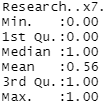 Research..x7.
Min.   :0.00
1st Qu.:0.00
Median :1.00
Mean   :0.56
3rd Qu.:1.00
Max.   :1.00